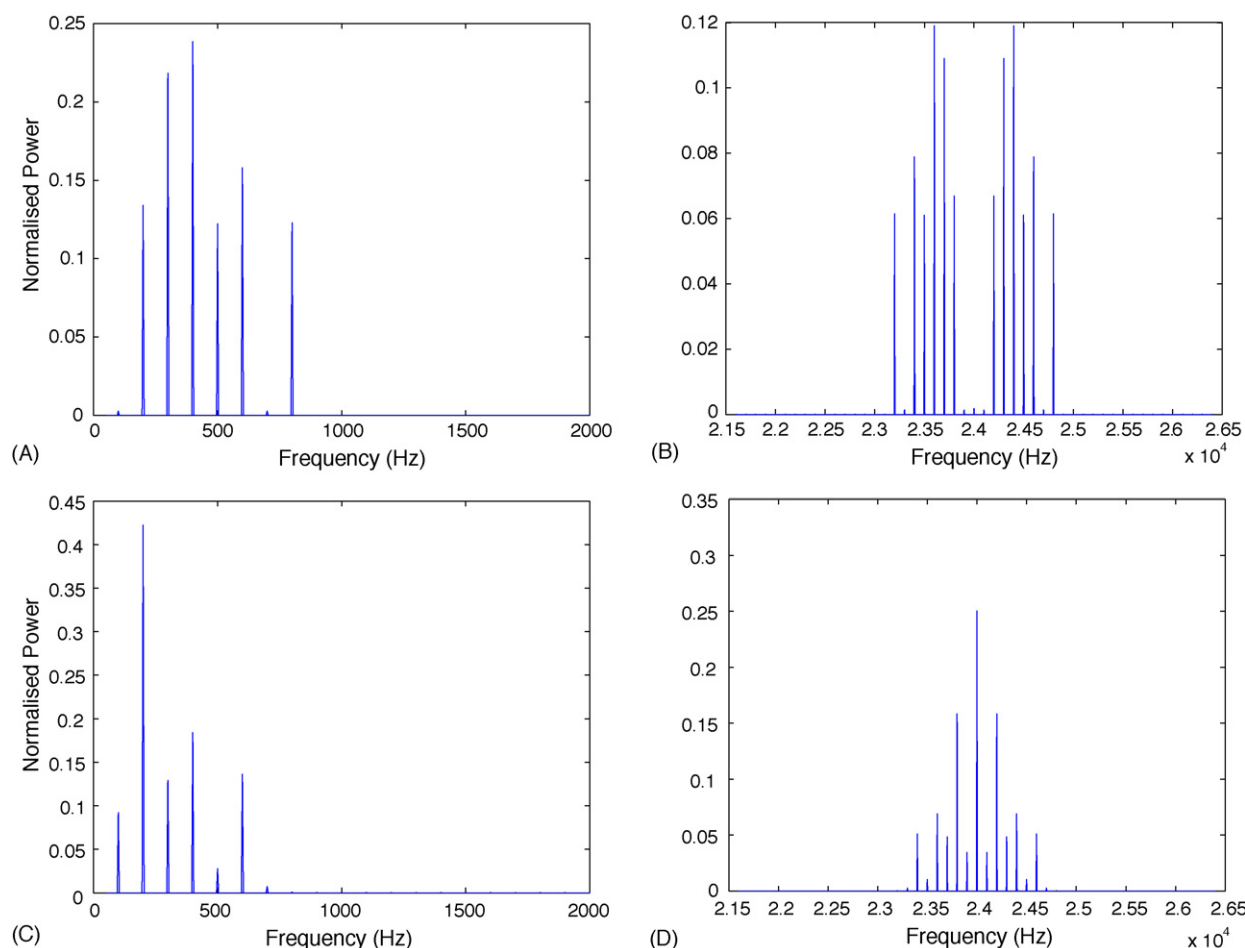 0.25
0.2
0.15
0.1
0.05
0
Normalised Power
0 500 1000 1500 2000
Frequency (Hz)
(A)
0.12
0.1
0.08
0.06
0.04
0.02
0
2.15 2.2 2.25 2.3 2.35 2.4 2.45 2.5 2.55 2.6 2.65
Frequency (Hz)
x 10⁴
(B)
0.45
0.4
0.35
0.3
0.25
0.2
0.15
0.1
0.05
0
Normalised Power
0 500 1000 1500 2000
Frequency (Hz)
(C)
0.35
0.3
0.25
0.2
0.15
0.1
0.05
0
2.15 2.2 2.25 2.3 2.35 2.4 2.45 2.5 2.55 2.6 2.65
Frequency (Hz)
x 10⁴
(D)